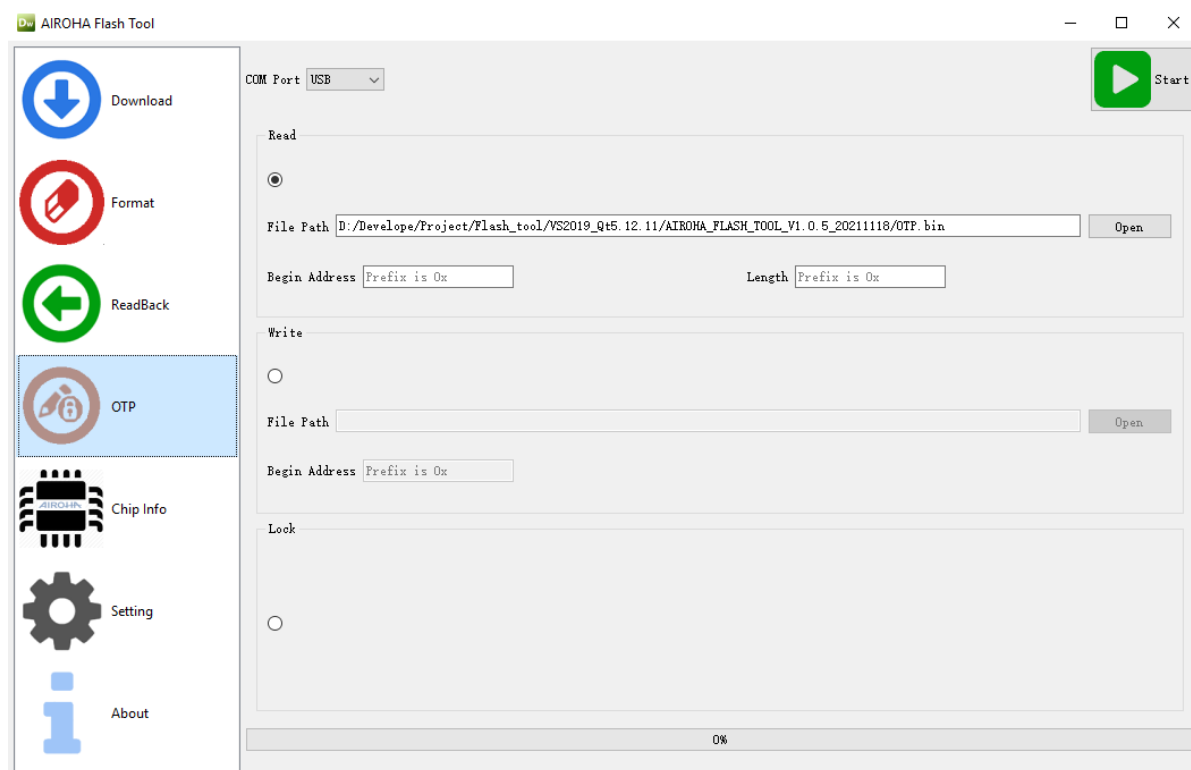 Dw AIROHA Flash Tool
Download
Format
ReadBack
OTP
AIROHA
Chip Info
Setting
About
COM Port USB
Start
Read
File Path D:/Develope/Project/Flash_tool/VS2019_Qt5.12.11/AIROHA_FLASH_TOOL_V1.0.5_20211118/OTP.bin Open
Begin Address Prefix is 0x Length Prefix is 0x
Write
File Path Open
Begin Address Prefix is 0x
Lock
0%